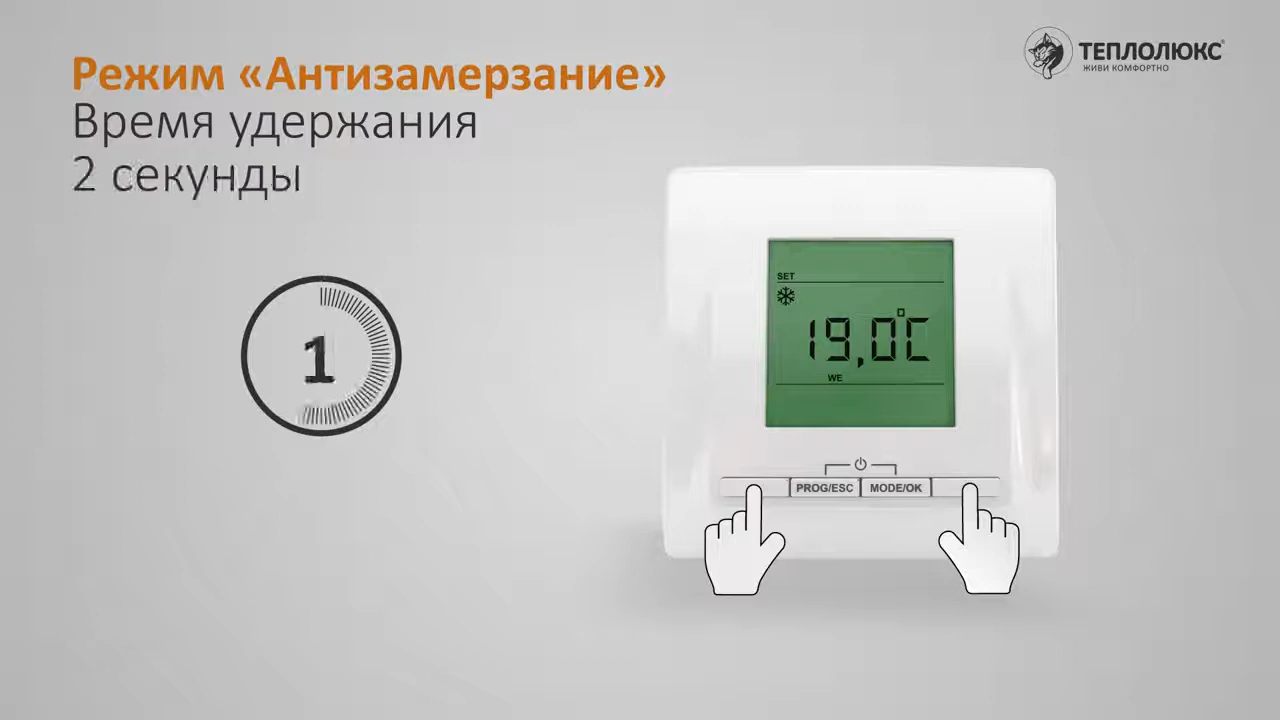 Режим «Антизамерзание»
Время удержания
2 секунды
ТЕПЛОЛЮКС®
ЖИВИ КОМФОРТНО
1
SET
19,0°C
WE
PROG/ESC
MODE/OK